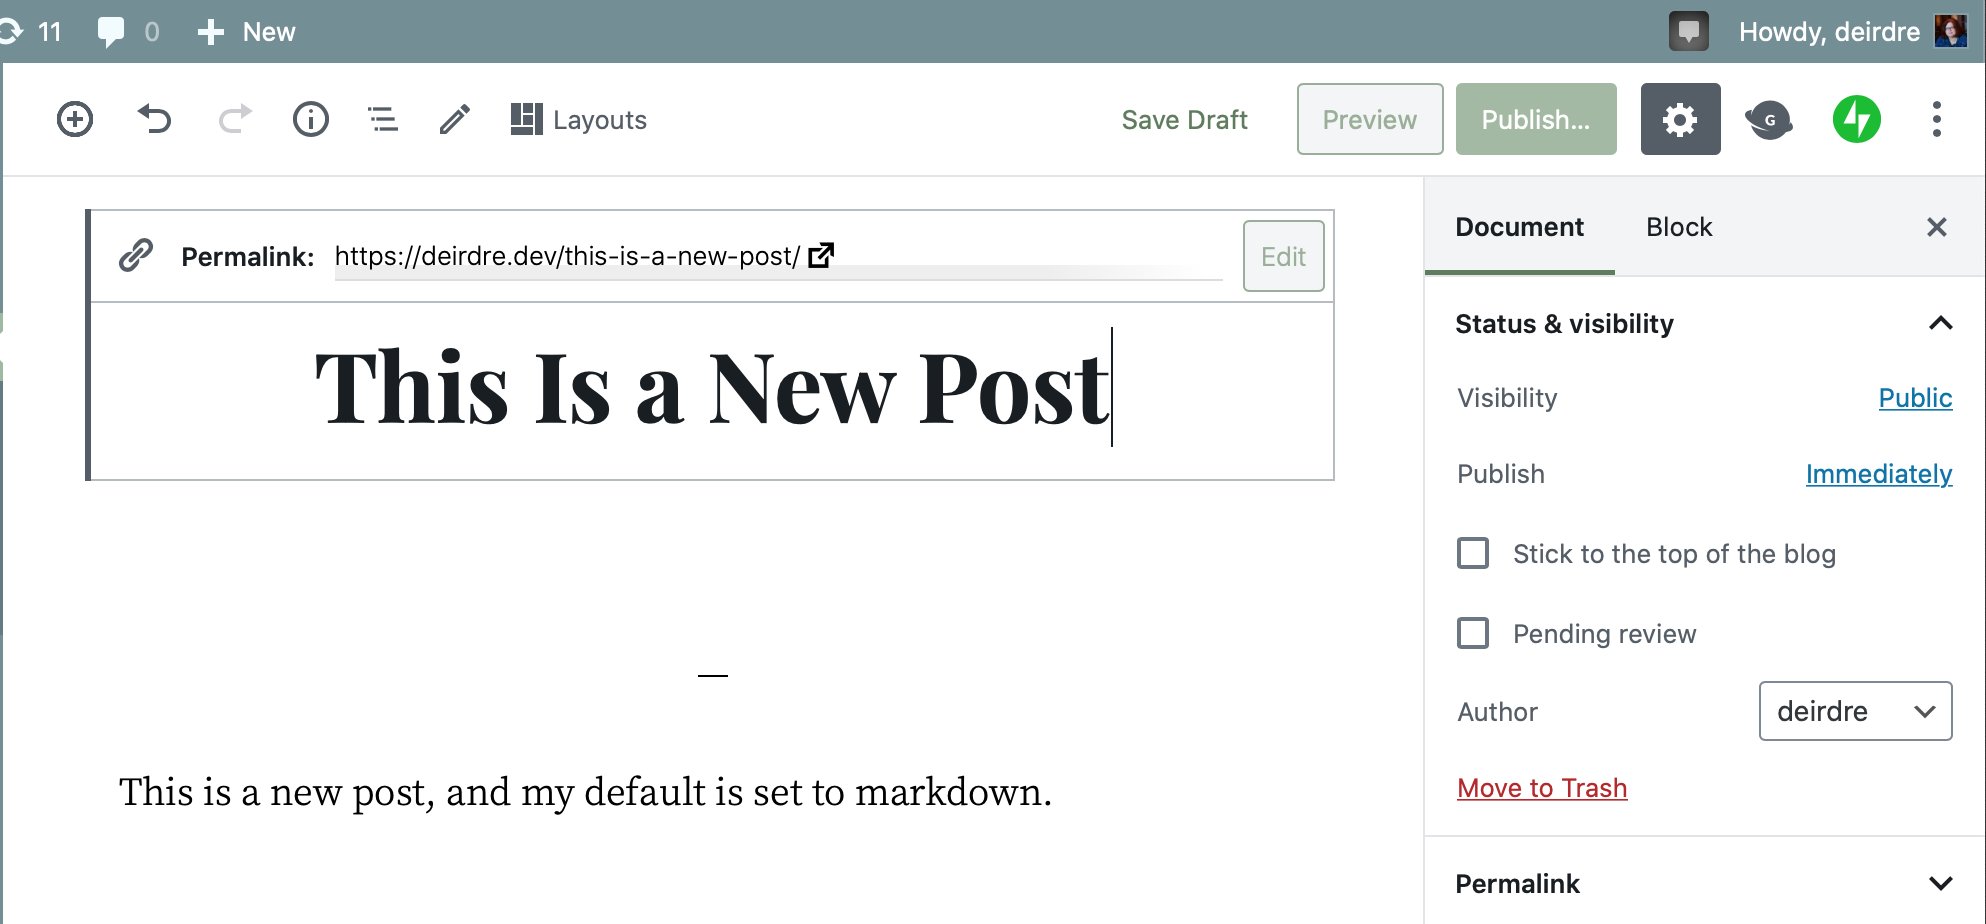 11 0 New Howdy, deirdre
Layouts Save Draft Preview Publish... G
Permalink: https://deirdre.dev/this-is-a-new-post/ Edit
This Is a New Post
This is a new post, and my default is set to markdown.
Document Block
Status & visibility
Visibility Public
Publish Immediately
Stick to the top of the blog
Pending review
Author deirdre
Move to Trash
Permalink